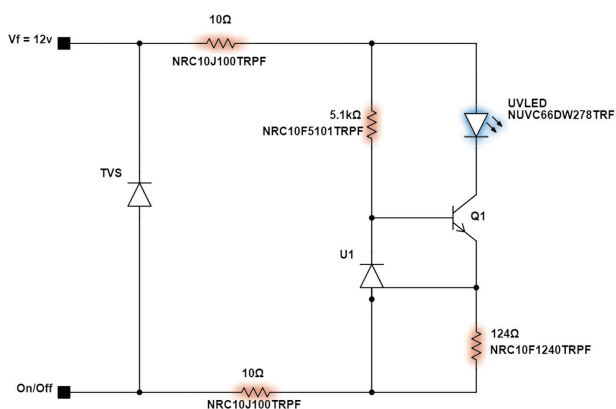 10Ω
Vf = 12v
NRC10J100TRPF
5.1kΩ
NRC10F5101TRPF
UVLED
NUVC66DW278TRF
TVS
Q1
U1
124Ω
NRC10F1240TRPF
10Ω
On/Off
NRC10J100TRPF